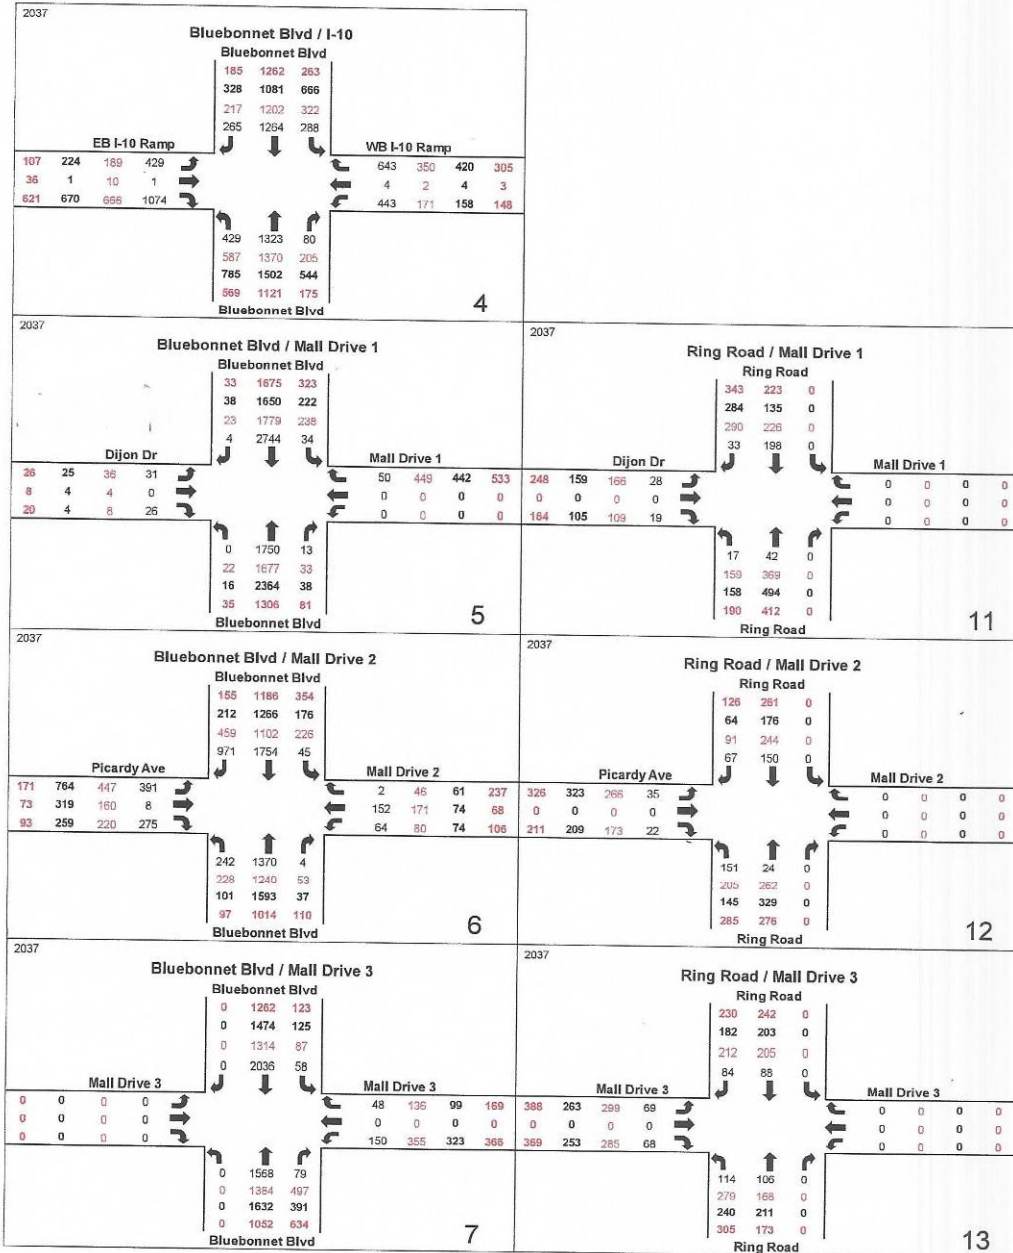 2037
Bluebonnet Blvd / I-10
Bluebonnet Blvd
185 1262 263
328 1081 666
217 1202 322
265 1264 288
EB I-10 Ramp WB I-10 Ramp
107 224 189 429 643 350 420 305
36 1 10 1 4 2 4 3
621 670 666 1074 443 171 158 148
429 1323 80
587 1370 205
785 1502 544
569 1121 175
Bluebonnet Blvd
4
2037
Bluebonnet Blvd / Mall Drive 1
Bluebonnet Blvd
33 1675 323
38 1650 222
23 1779 238
4 2744 34
Dijon Dr Mall Drive 1
26 25 36 31 50 449 442 533
8 4 4 0 0 0 0 0
20 4 8 26 0 0 0 0
0 1750 13
22 1677 33
16 2364 38
35 1306 81
Bluebonnet Blvd
5
Ring Road / Mall Drive 1
Ring Road
343 223 0
284 135 0
290 226 0
33 198 0
Dijon Dr Mall Drive 1
248 159 166 28 0 0 0 0
0 0 0 0 0 0 0 0
164 105 109 19 0 0 0 0
17 42 0
159 369 0
158 494 0
190 412 0
Ring Road
11
2037
Bluebonnet Blvd / Mall Drive 2
Bluebonnet Blvd
155 1186 354
212 1266 176
459 1102 226
971 1754 45
Picardy Ave Mall Drive 2
171 764 447 391 2 46 61 237
73 319 160 8 152 171 74 68
93 259 220 275 64 80 74 106
242 1370 4
228 1240 53
101 1593 37
97 1014 110
Bluebonnet Blvd
6
2037
Ring Road / Mall Drive 2
Ring Road
126 261 0
64 176 0
91 244 0
67 150 0
Picardy Ave Mall Drive 2
326 323 266 35 0 0 0 0
0 0 0 0 0 0 0 0
211 209 173 22 0 0 0 0
151 24 0
205 262 0
145 329 0
285 276 0
Ring Road
12
2037
Bluebonnet Blvd / Mall Drive 3
Bluebonnet Blvd
0 1262 123
0 1474 125
0 1314 87
0 2036 58
Mall Drive 3 Mall Drive 3
0 0 0 0 48 136 99 169
0 0 0 0 0 0 0 0
0 0 0 0 150 355 323 366
0 1568 79
0 1384 497
0 1632 391
0 1052 634
Bluebonnet Blvd
7
2037
Ring Road / Mall Drive 3
Ring Road
230 242 0
182 203 0
212 205 0
84 88 0
Mall Drive 3 Mall Drive 3
388 263 299 69 0 0 0 0
0 0 0 0 0 0 0 0
369 253 285 68 0 0 0 0
114 106 0
279 168 0
240 211 0
305 173 0
Ring Road
13